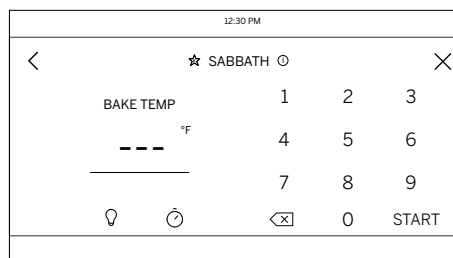 12:30 PM
SABBATH
BAKE TEMP
°F
1 2 3
4 5 6
7 8 9
0 START